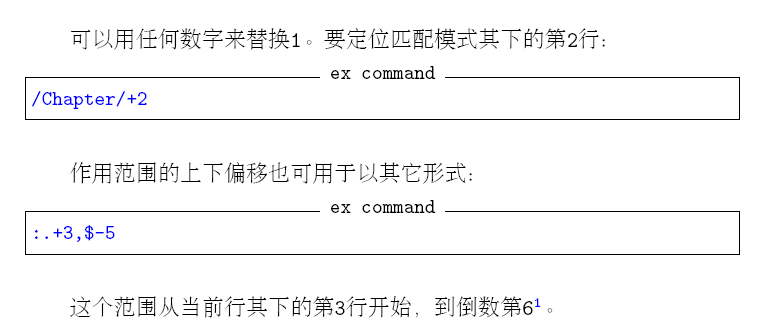 可以用任何数字来替换1。要定位匹配模式其下的第2行:
ex command
/Chapter/+2
作用范围的上下偏移也可用于以其它形式:
ex command
:.+3,$-5
这个范围从当前行其下的第3行开始，到倒数第6¹。